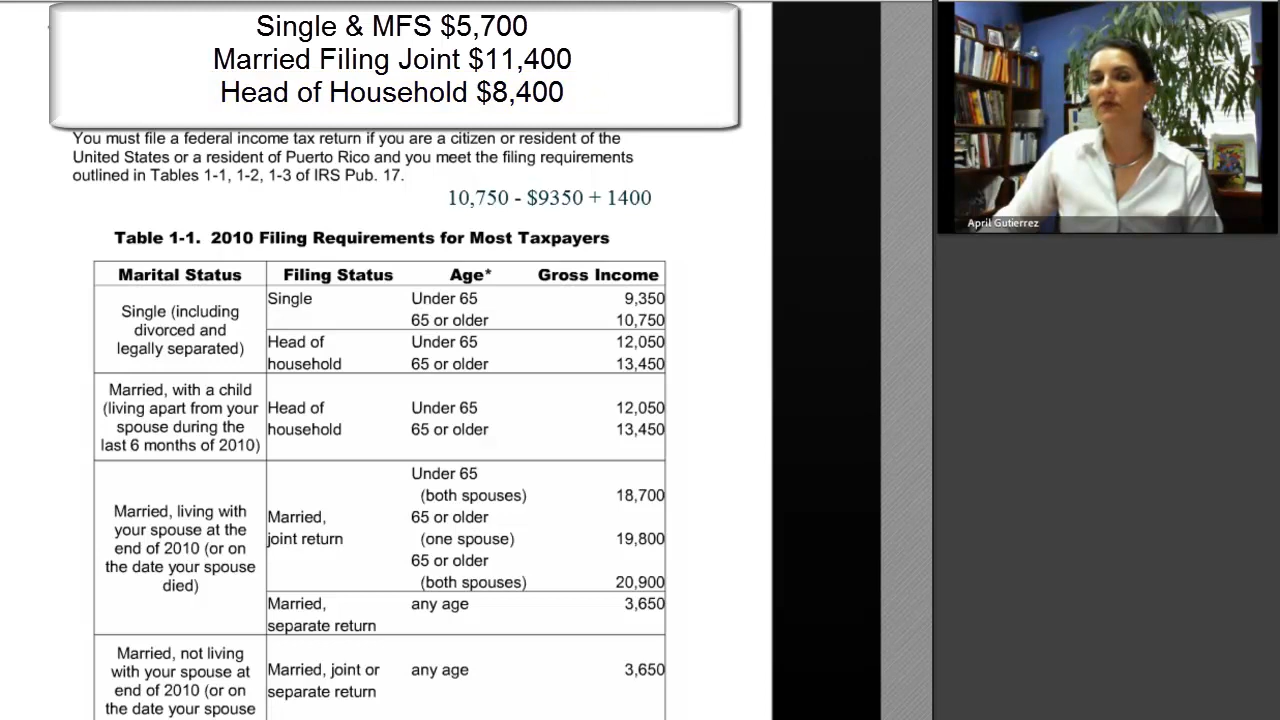 Single & MFS $5,700
Married Filing Joint $11,400
Head of Household $8,400
You must file a federal income tax return if you are a citizen or resident of the
United States or a resident of Puerto Rico and you meet the filing requirements
outlined in Tables 1-1, 1-2, 1-3 of IRS Pub. 17.
10,750 - $9350 + 1400
Table 1-1. 2010 Filing Requirements for Most Taxpayers
Marital Status Filing Status Age* Gross Income
Single (including
divorced and
legally separated)
Single Under 65 9,350
65 or older 10,750
Head of Under 65 12,050
household 65 or older 13,450
Married, with a child
(living apart from your
spouse during the
last 6 months of 2010)
Head of Under 65 12,050
household 65 or older 13,450
Married, living with
your spouse at the
end of 2010 (or on
the date your spouse
died)
Married,
joint return
Under 65
(both spouses) 18,700
65 or older
(one spouse) 19,800
65 or older
(both spouses) 20,900
Married, any age 3,650
separate return
Married, not living
with your spouse at
end of 2010 (or on
the date your spouse
Married, joint or any age 3,650
separate return
April Gutierrez